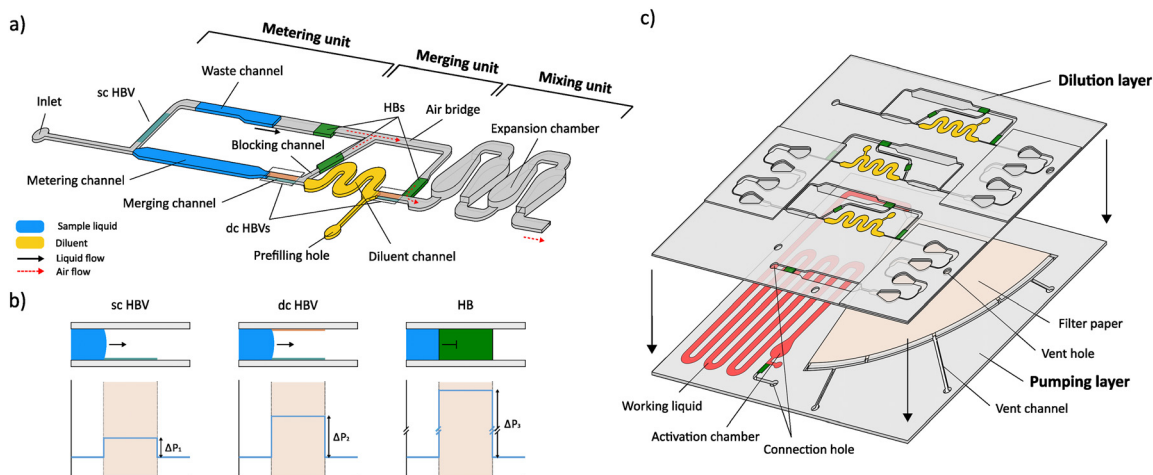 a)
Metering unit
Merging unit
Mixing unit
Waste channel
sc HBV
HBs
Air bridge
Inlet
Expansion chamber
Blocking channel
Metering channel
Merging channel
dc HBVs
Prefilling hole
Diluent channel
Sample liquid
Diluent
Liquid flow
Air flow
b)
sc HBV
dc HBV
HB
ΔP₁
ΔP₂
ΔP₃
c)
Dilution layer
Filter paper
Vent hole
Pumping layer
Working liquid
Vent channel
Activation chamber
Connection hole